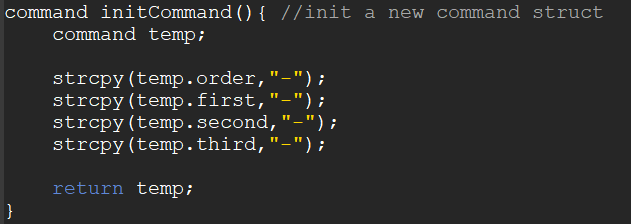 command initCommand(){ //init a new command struct
    command temp;

    strcpy(temp.order,"-");
    strcpy(temp.first,"-");
    strcpy(temp.second,"-");
    strcpy(temp.third,"-");

    return temp;
}